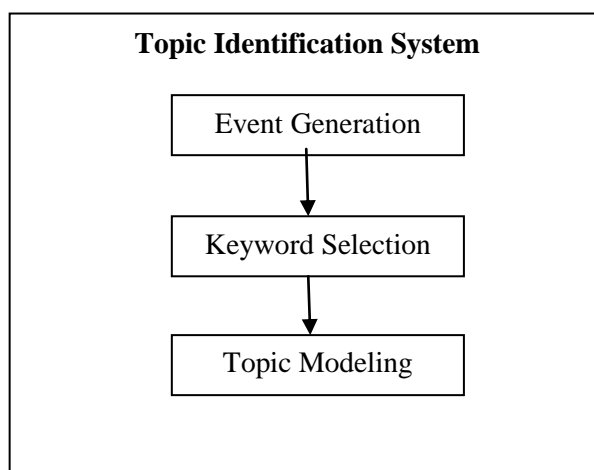 Topic Identification System
Event Generation
Keyword Selection
Topic Modeling